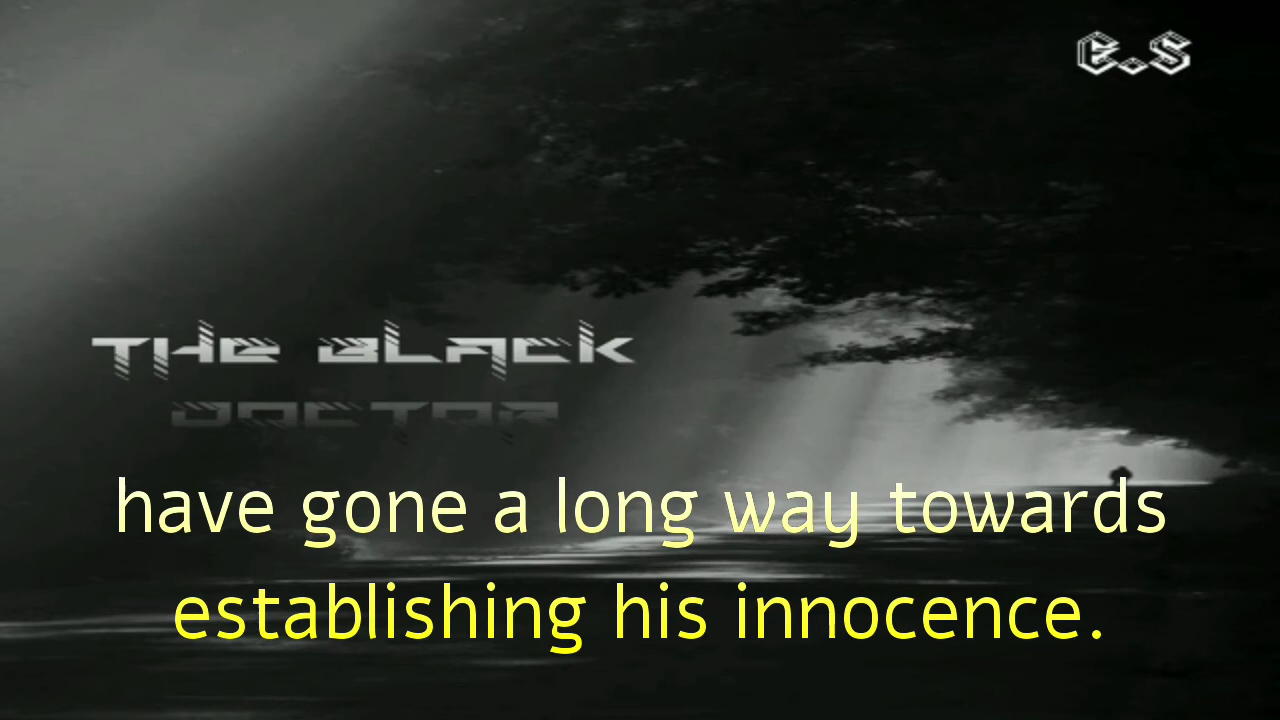 e.s
THE BLACK
DOCTOR
have gone a long way towards
establishing his innocence.